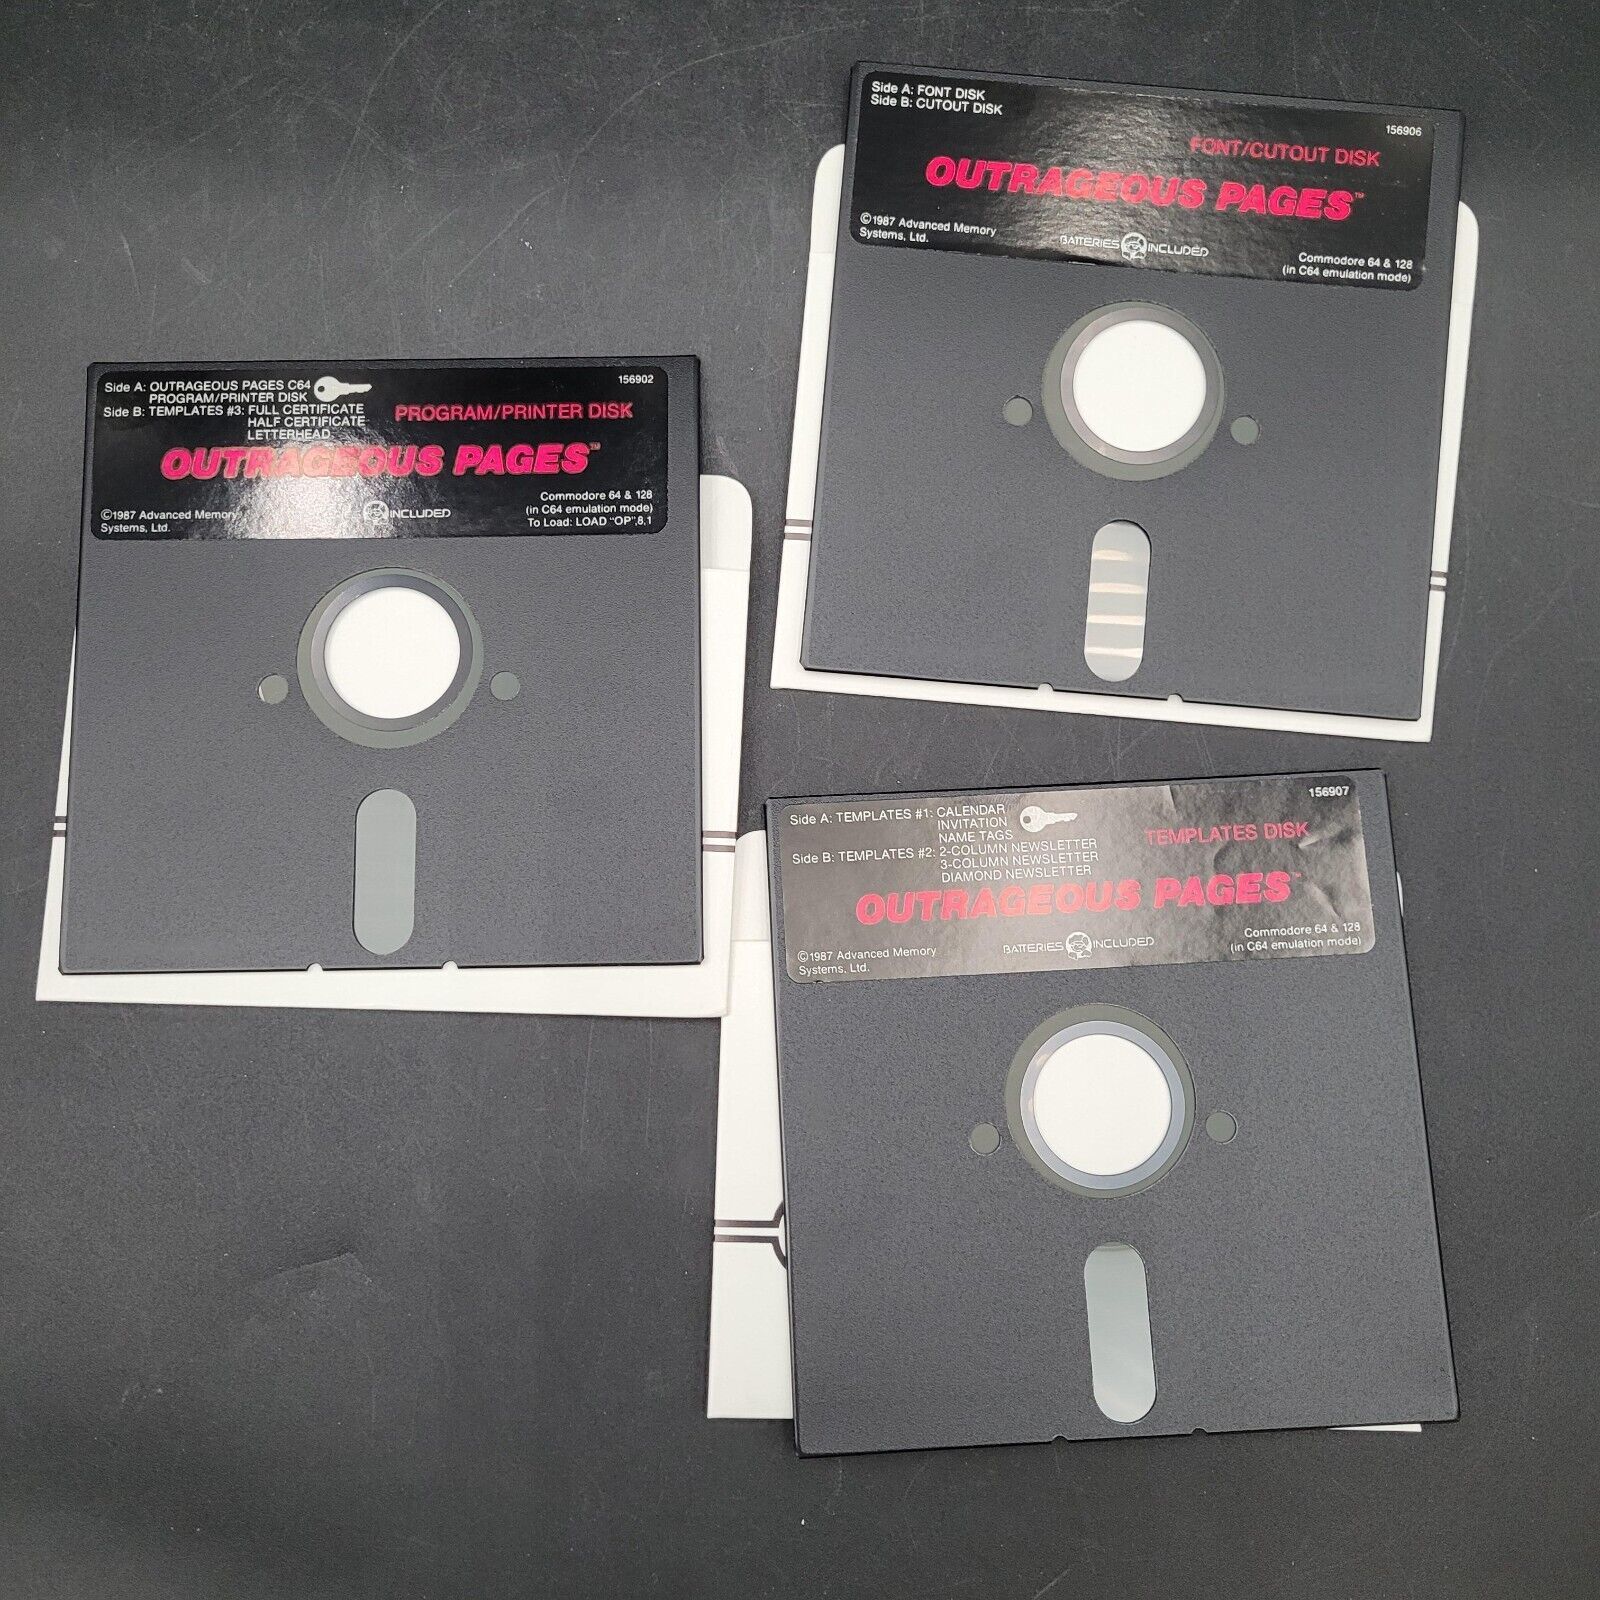 Side A: FONT DISK
Side B: CUTOUT DISK
156906
FONT/CUTOUT DISK
OUTRAGEOUS PAGES™
©1987 Advanced Memory
Systems, Ltd.
BATTERIES INCLUDED
Commodore 64 & 128
(in C64 emulation mode)
Side A: OUTRAGEOUS PAGES C64
PROGRAM/PRINTER DISK
Side B: TEMPLATES #3: FULL CERTIFICATE
HALF CERTIFICATE
LETTERHEAD
156902
PROGRAM/PRINTER DISK
OUTRAGEOUS PAGES™
©1987 Advanced Memory
Systems, Ltd.
INCLUDED
Commodore 64 & 128
(in C64 emulation mode)
To Load: LOAD "OP",8,1
Side A: TEMPLATES #1: CALENDAR
INVITATION
NAME TAGS
Side B: TEMPLATES #2: 2-COLUMN NEWSLETTER
3-COLUMN NEWSLETTER
DIAMOND NEWSLETTER
156907
TEMPLATES DISK
OUTRAGEOUS PAGES™
©1987 Advanced Memory
Systems, Ltd.
BATTERIES INCLUDED
Commodore 64 & 128
(in C64 emulation mode)